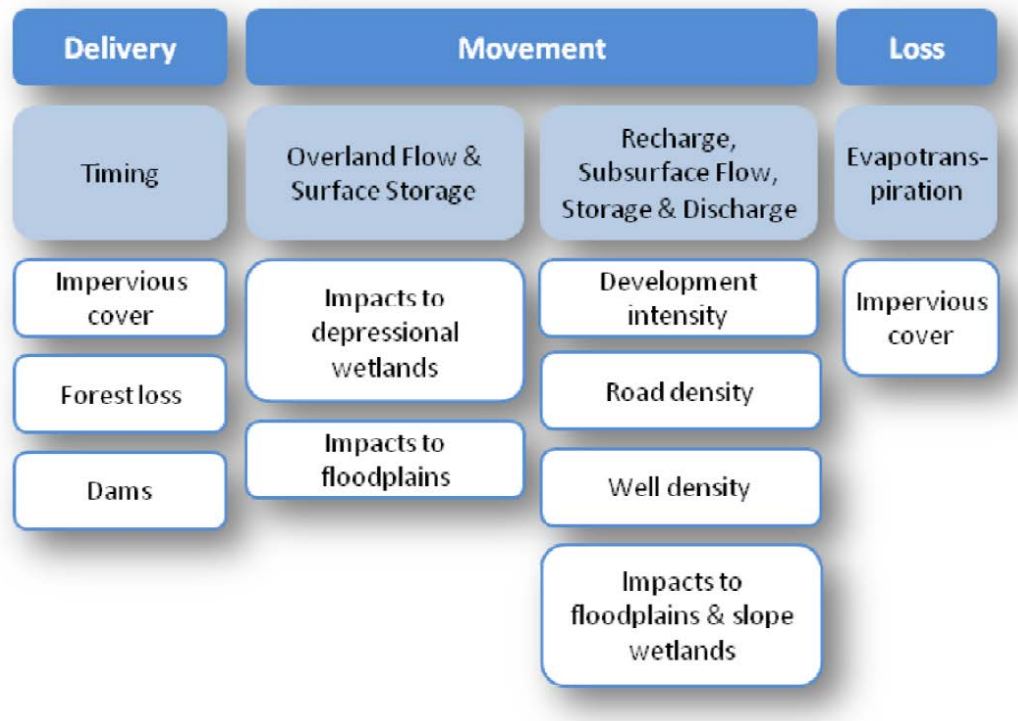 Delivery
Movement
Loss
Timing
Overland Flow &
Surface Storage
Recharge,
Subsurface Flow,
Storage & Discharge
Evapotrans-
piration
Impervious
cover
Forest loss
Dams
Impacts to
depressional
wetlands
Impacts to
floodplains
Development
intensity
Road density
Well density
Impacts to
floodplains & slope
wetlands
Impervious
cover